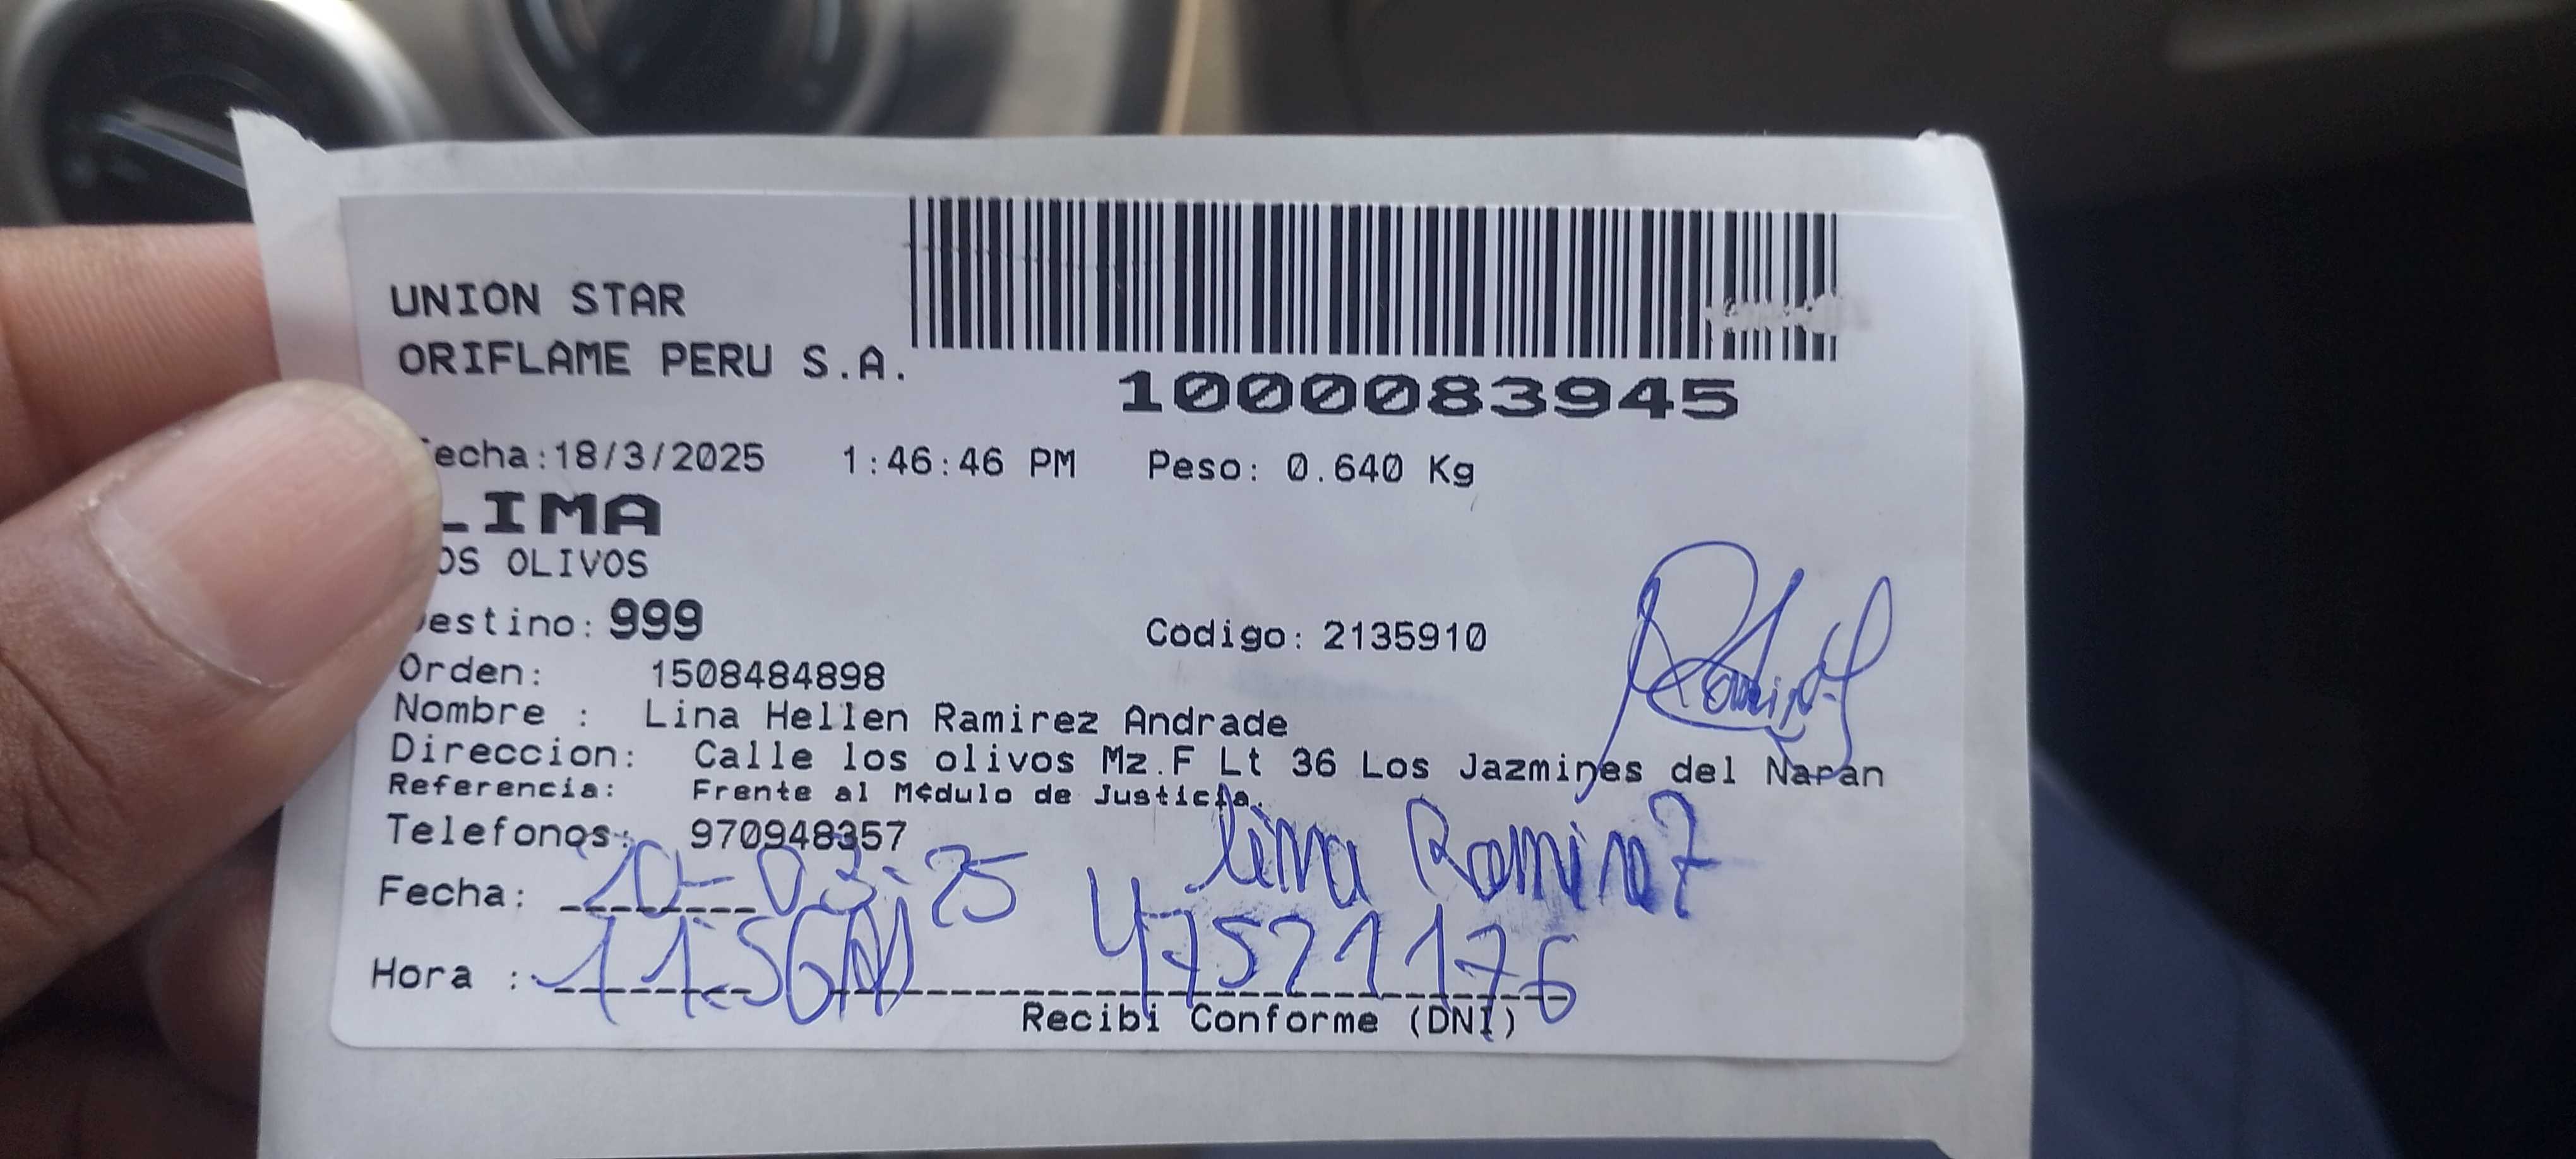 UNION STAR
ORIFLAME PERU S.A.
1000083945
echa:18/3/2025 1:46:46 PM Peso: 0.640 Kg
LIMA
OS OLIVOS
estino: 999 Codigo: 2135910
Orden: 1508484898
Nombre : Lina Hellen Ramirez Andrade
Direccion: Calle los olivos Mz.F Lt 36 Los Jazmines del Naran
Referencia: Frente al M¢dulo de Justicia.
Telefonos: 970948357
lina Ramirez
Fecha: 20-03-25
Hora : 11:56 47521176
Recibi Conforme (DNI)